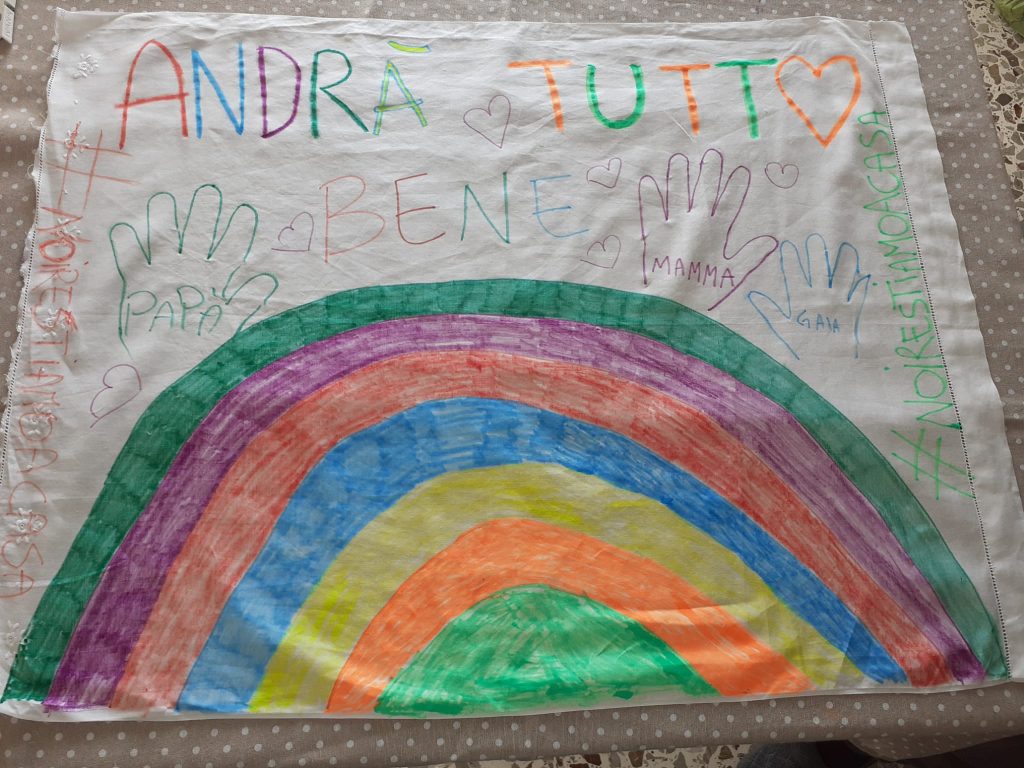 ANDRÀ TUTTO
BENE
PAPÀ
MAMMA
GAIA
#NOIRESTIAMOACASA
#NOIRESTIAMOACASA